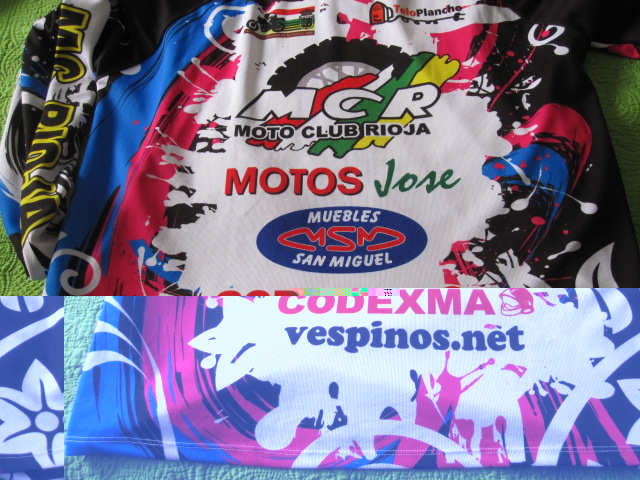 TeloPlancho
MCR
MOTO CLUB RIOJA
MOTOS Jose
MUEBLES
MSM
SAN MIGUEL
CODEXMA
vespinos.net